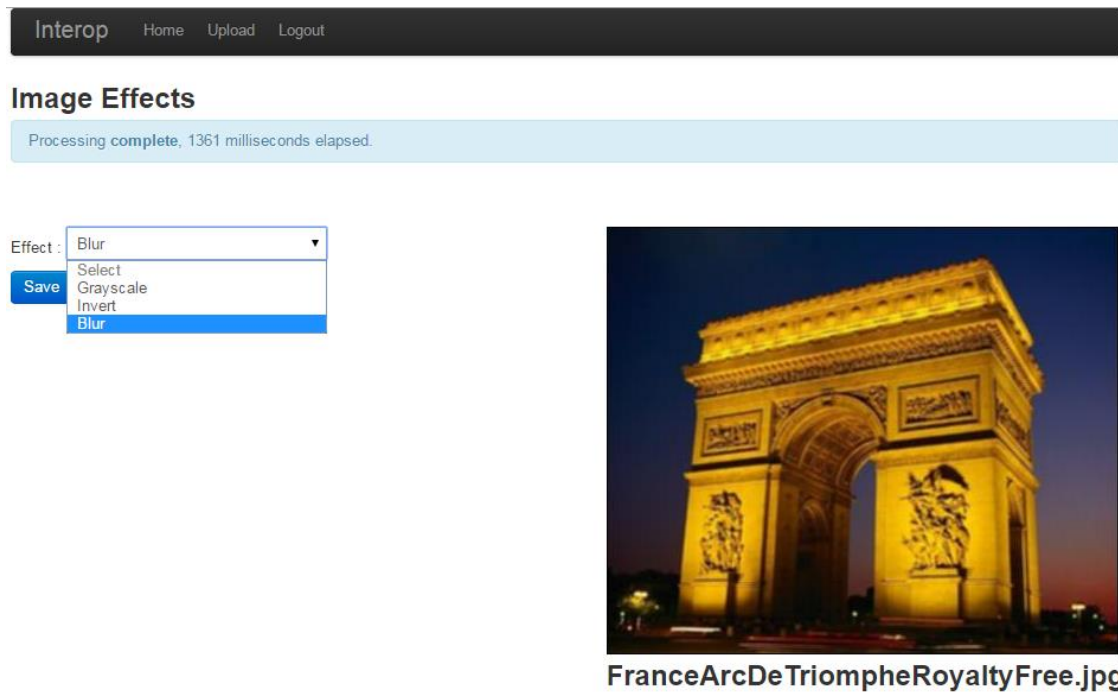 Interop Home Upload Logout
Image Effects
Processing complete, 1361 milliseconds elapsed.
Effect : Blur
Select
Save Grayscale
Invert
Blur
FranceArcDeTriompheRoyaltyFree.jpg